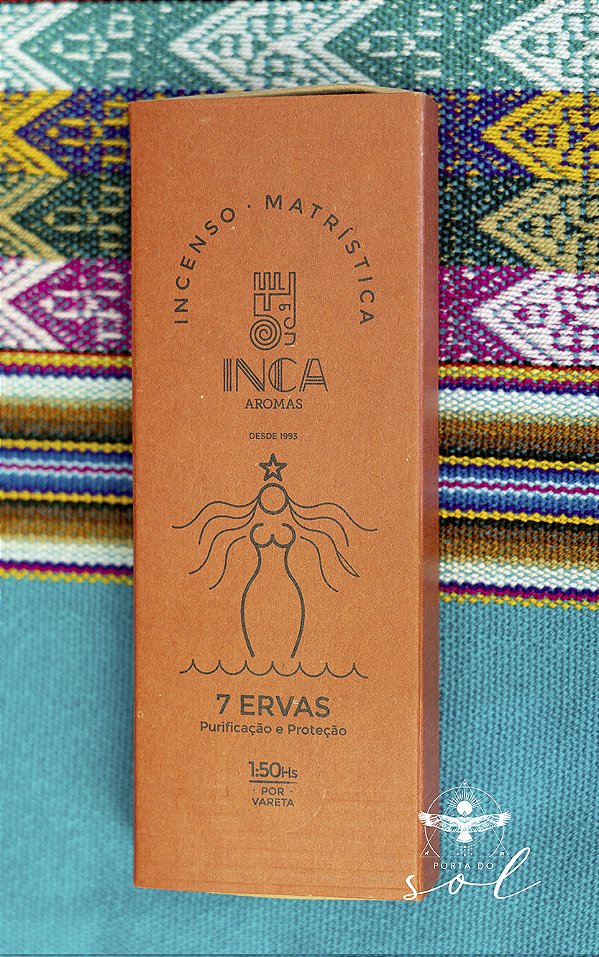 INCENSO · MATRÍSTICA
INCA
AROMAS
DESDE 1993
7 ERVAS
Purificação e Proteção
1:50Hs
· POR ·
VARETA
PORTA DO
sol